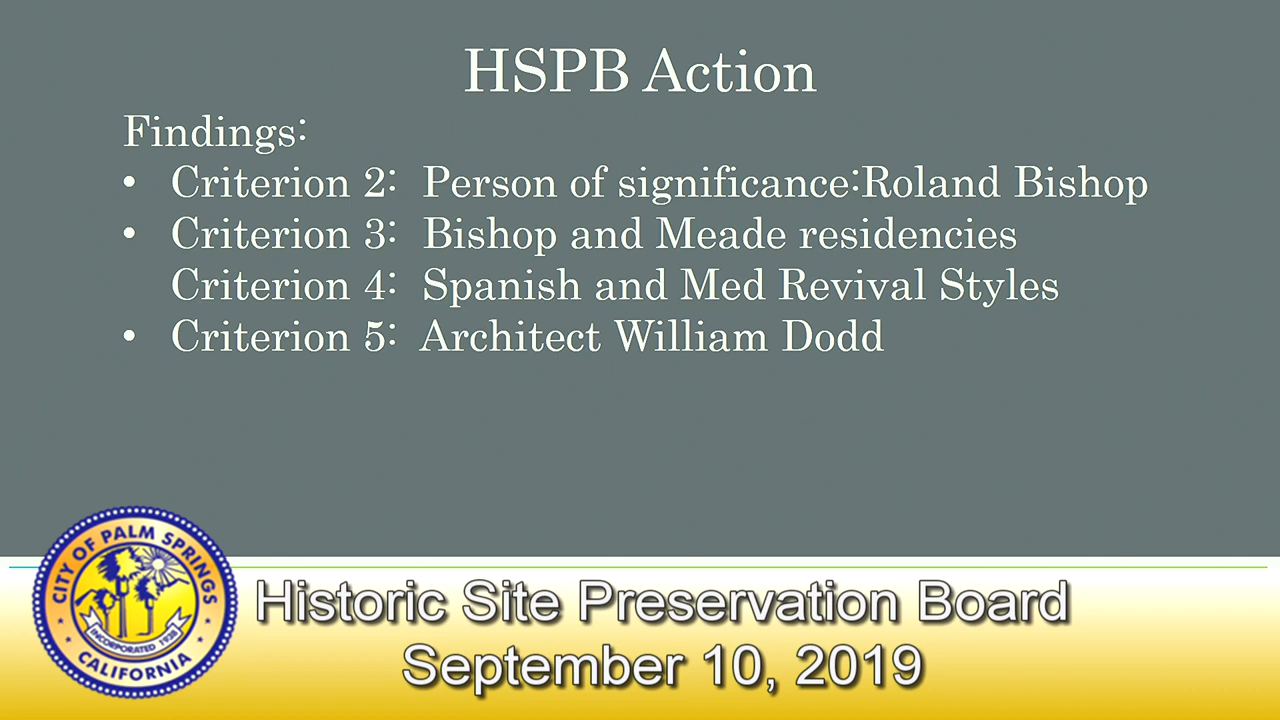 HSPB Action
Findings:
• Criterion 2: Person of significance:Roland Bishop
• Criterion 3: Bishop and Meade residencies
Criterion 4: Spanish and Med Revival Styles
• Criterion 5: Architect William Dodd
CITY OF PALM SPRINGS
INCORPORATED 1938
CALIFORNIA
Historic Site Preservation Board
September 10, 2019